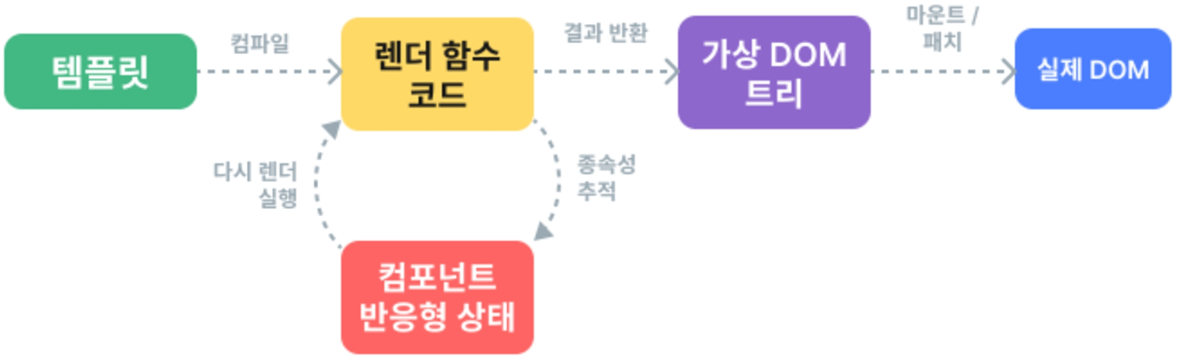 템플릿
컴파일
렌더 함수
코드
결과 반환
가상 DOM
트리
마운트 /
패치
실제 DOM
다시 렌더
실행
종속성
추적
컴포넌트
반응형 상태